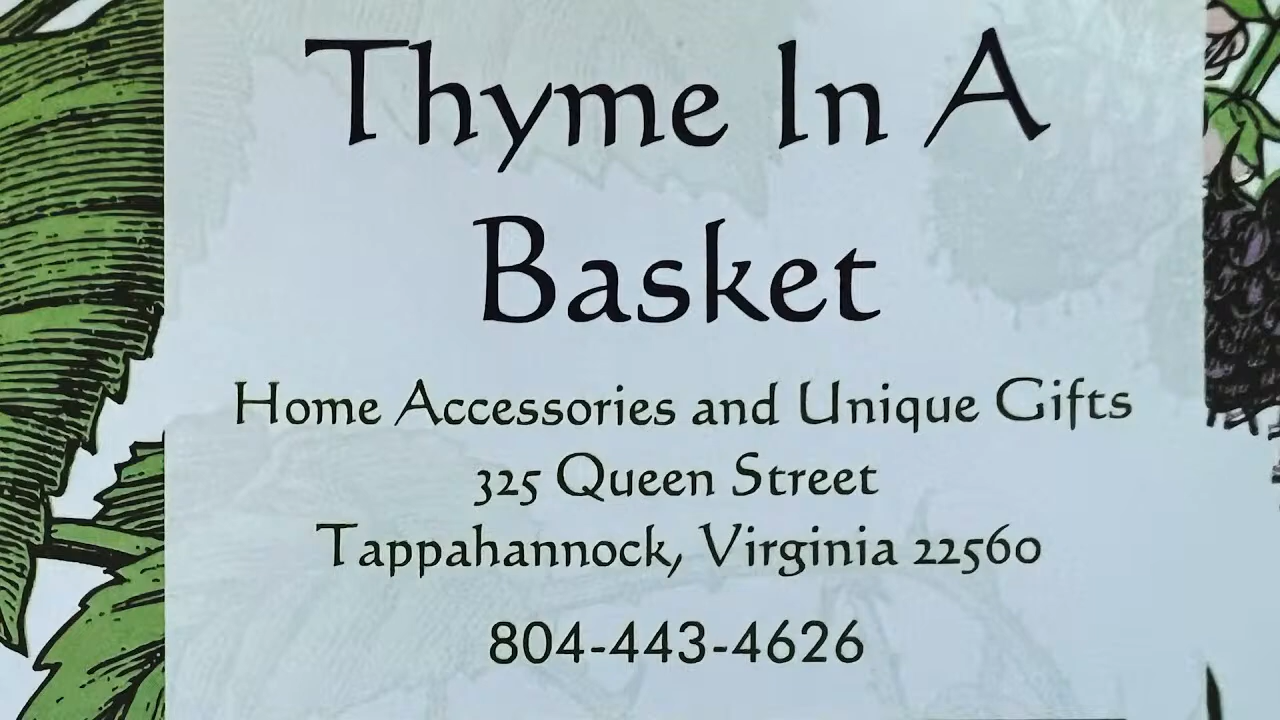 Thyme In A
Basket
Home Accessories and Unique Gifts
325 Queen Street
Tappahannock, Virginia 22560
804-443-4626